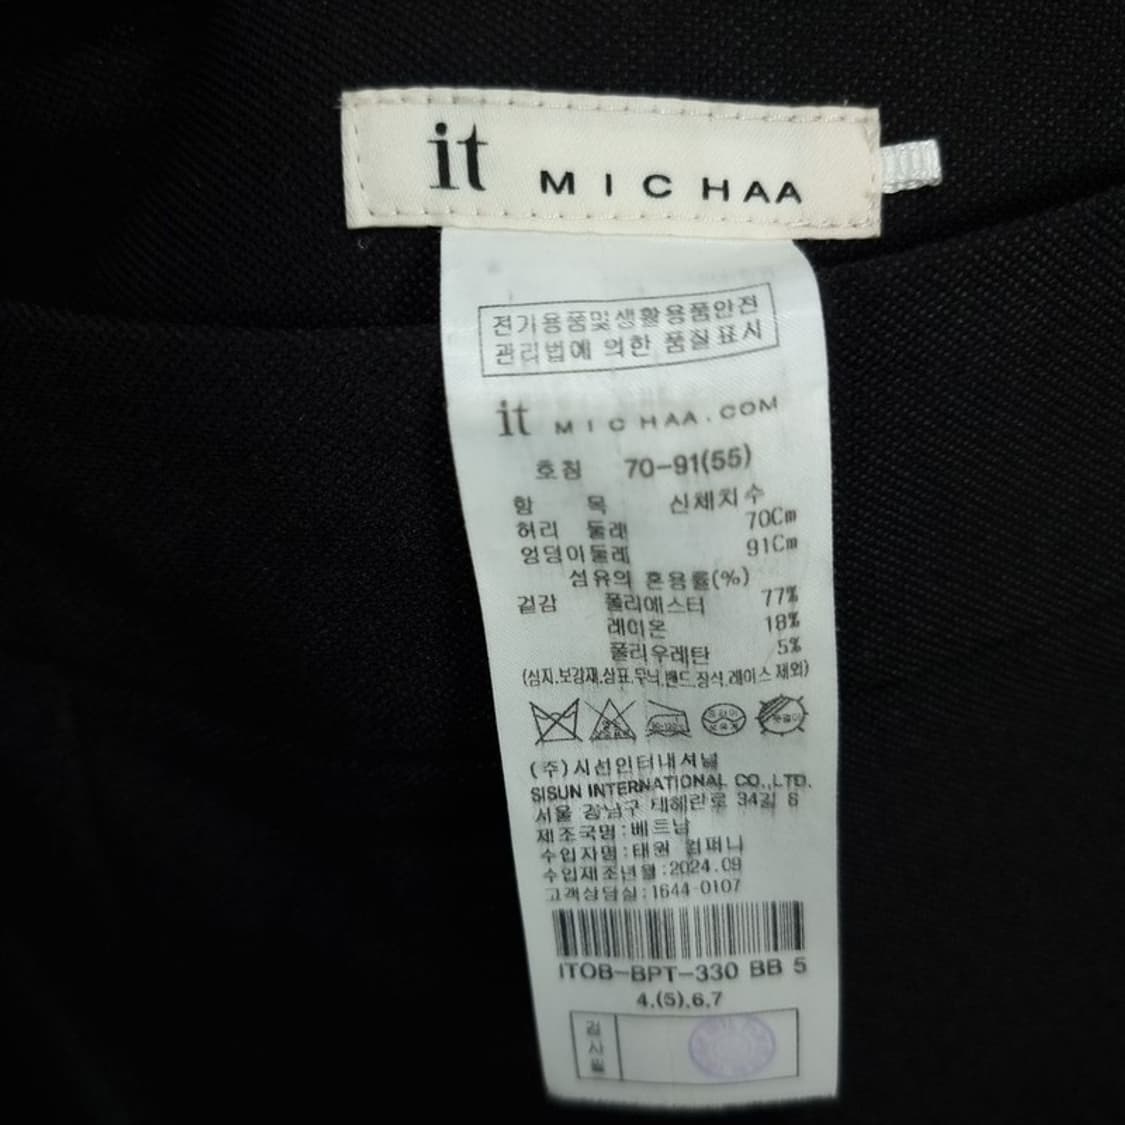 it MICHAA
전기용품및생활용품안전
관리법에 의한 품질표시
it MICHAA.COM
호칭 70-91(55)
항 목 신체치수
허리 둘레 70Cm
엉덩이둘레 91Cm
섬유의 혼용률(%)
겉감 폴리에스터 77%
레이온 18%
폴리우레탄 5%
(심지.보강재.상표.무늬.밴드.장식.레이스 제외)
(주)시선인터내셔널
SISUN INTERNATIONAL CO.,LTD.
서울 강남구 테헤란로 34길 8
제조국명:베트남
수입자명:태원 컴퍼니
수입제조년월:2024.09
고객상담실:1644-0107
ITOB-BPT-330 BB 5
4.(5).6.7
검사필